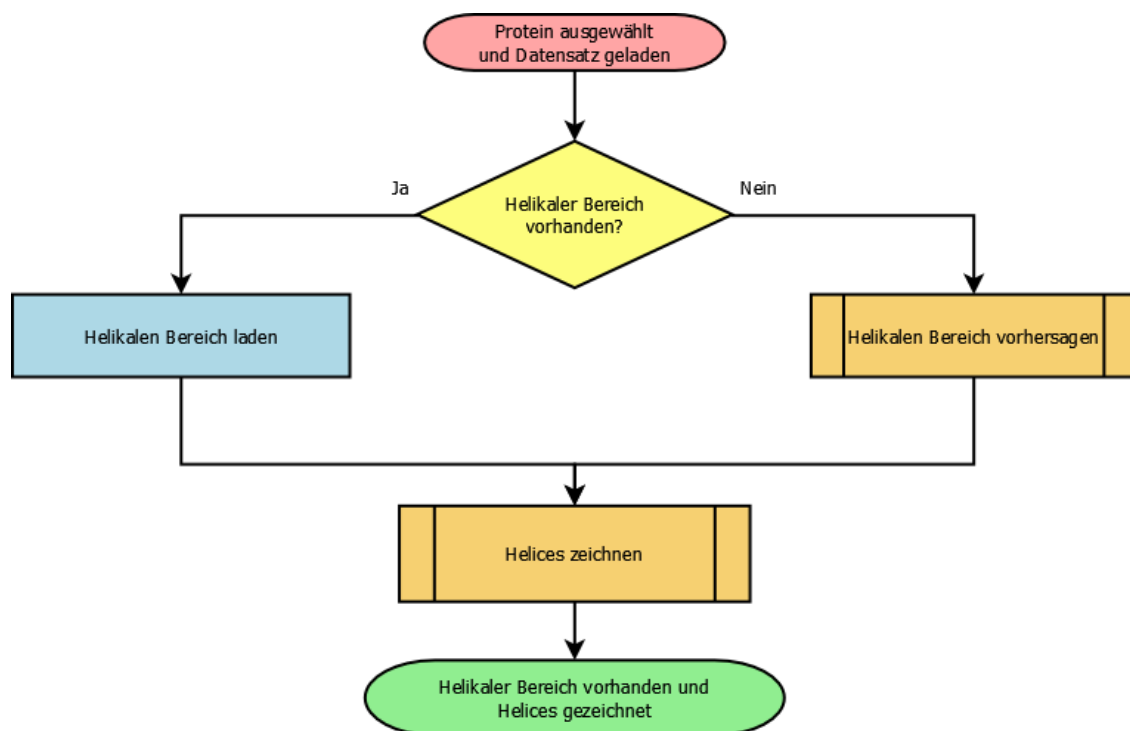 Protein ausgewählt
und Datensatz geladen
Ja
Nein
Helikaler Bereich
vorhanden?
Helikalen Bereich laden
Helikalen Bereich vorhersagen
Helices zeichnen
Helikaler Bereich vorhanden und
Helices gezeichnet